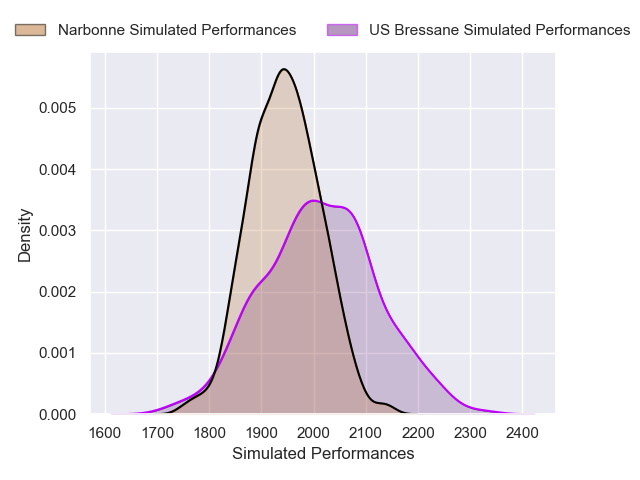 Narbonne Simulated Performances US Bressane Simulated Performances
0.005
0.004
0.003
0.002
0.001
0.000
Density
1600 1700 1800 1900 2000 2100 2200 2300 2400
Simulated Performances